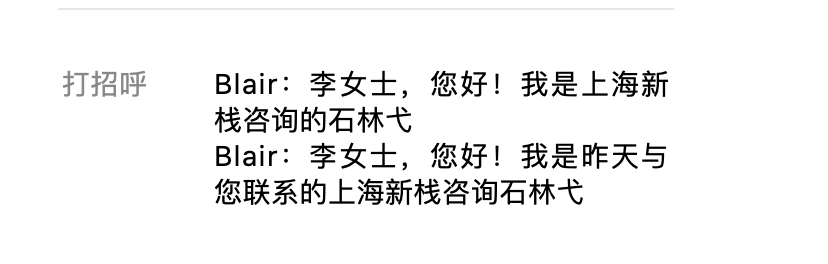 打招呼
Blair：李女士，您好！我是上海新
栈咨询的石林弋
Blair：李女士，您好！我是昨天与
您联系的上海新栈咨询石林弋